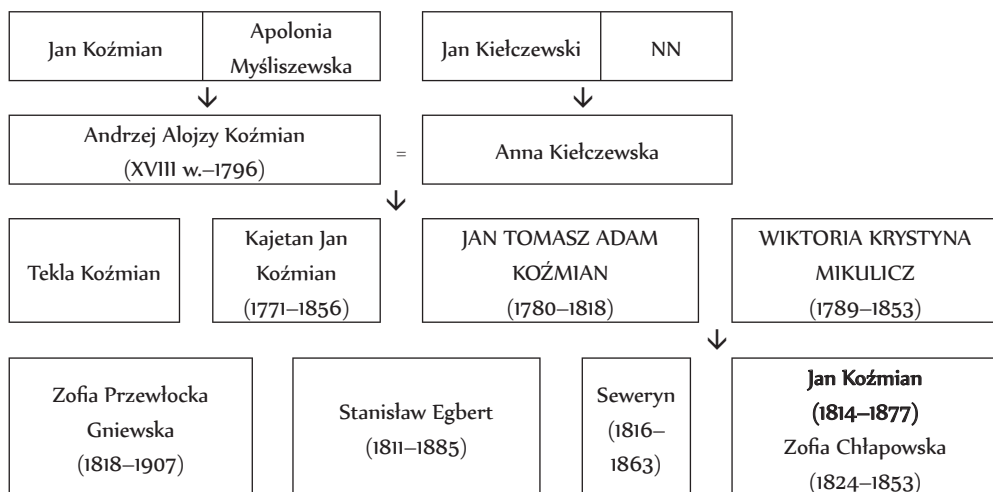 Jan Koźmian
Apolonia
Myśliszewska
Jan Kiełczewski
NN
Andrzej Alojzy Koźmian
(XVIII w.–1796)
=
Anna Kiełczewska
Tekla Koźmian
Kajetan Jan
Koźmian
(1771–1856)
JAN TOMASZ ADAM
KOŹMIAN
(1780–1818)
WIKTORIA KRYSTYNA
MIKULICZ
(1789–1853)
Zofia Przewłocka
Gniewska
(1818–1907)
Stanisław Egbert
(1811–1885)
Seweryn
(1816–
1863)
Jan Koźmian
(1814–1877)
Zofia Chłapowska
(1824–1853)